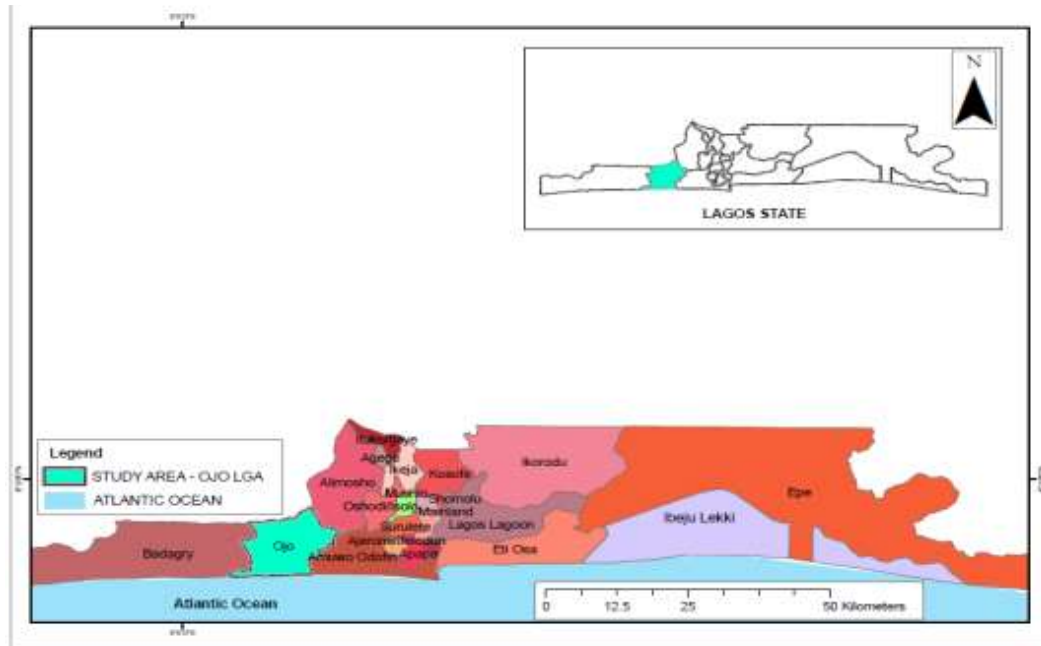 N
LAGOS STATE
Legend
STUDY AREA - OJO LGA
ATLANTIC OCEAN
Agege
Ikeja
Kosofe
Ikorodu
Alimosho
Mushin
Shomolu
Epe
Oshodi/Isolo
Mainland
Ibeju Lekki
Surulere
Lagos Lagoon
Badagry
Ojo
Eti Osa
Amuwo Odofin
Apapa
Atlantic Ocean
0 12.5 25 50 Kilometers